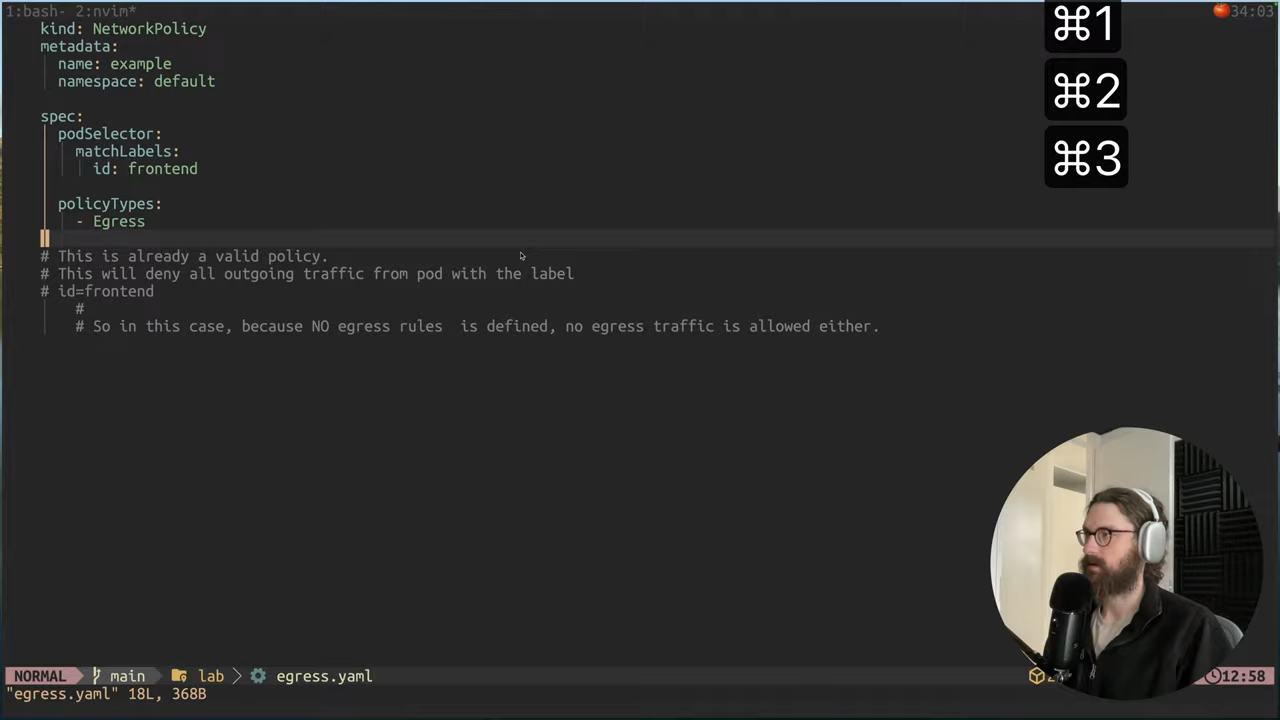 1:bash- 2:nvim*
34:03
⌘1
⌘2
⌘3
kind: NetworkPolicy
metadata:
name: example
namespace: default
spec:
podSelector:
matchLabels:
id: frontend
policyTypes:
- Egress
# This is already a valid policy.
# This will deny all outgoing traffic from pod with the label
# id=frontend
#
# So in this case, because NO egress rules  is defined, no egress traffic is allowed either.
NORMAL main lab egress.yaml
12:58
"egress.yaml" 18L, 368B